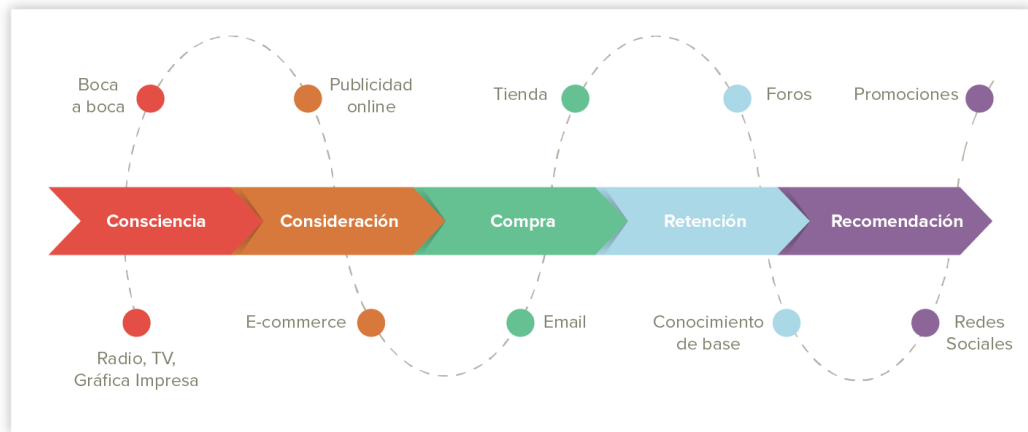 Boca
a boca
Publicidad
online
Tienda
Foros
Promociones
Consciencia
Consideración
Compra
Retención
Recomendación
Radio, TV,
Gráfica Impresa
E-commerce
Email
Conocimiento
de base
Redes
Sociales